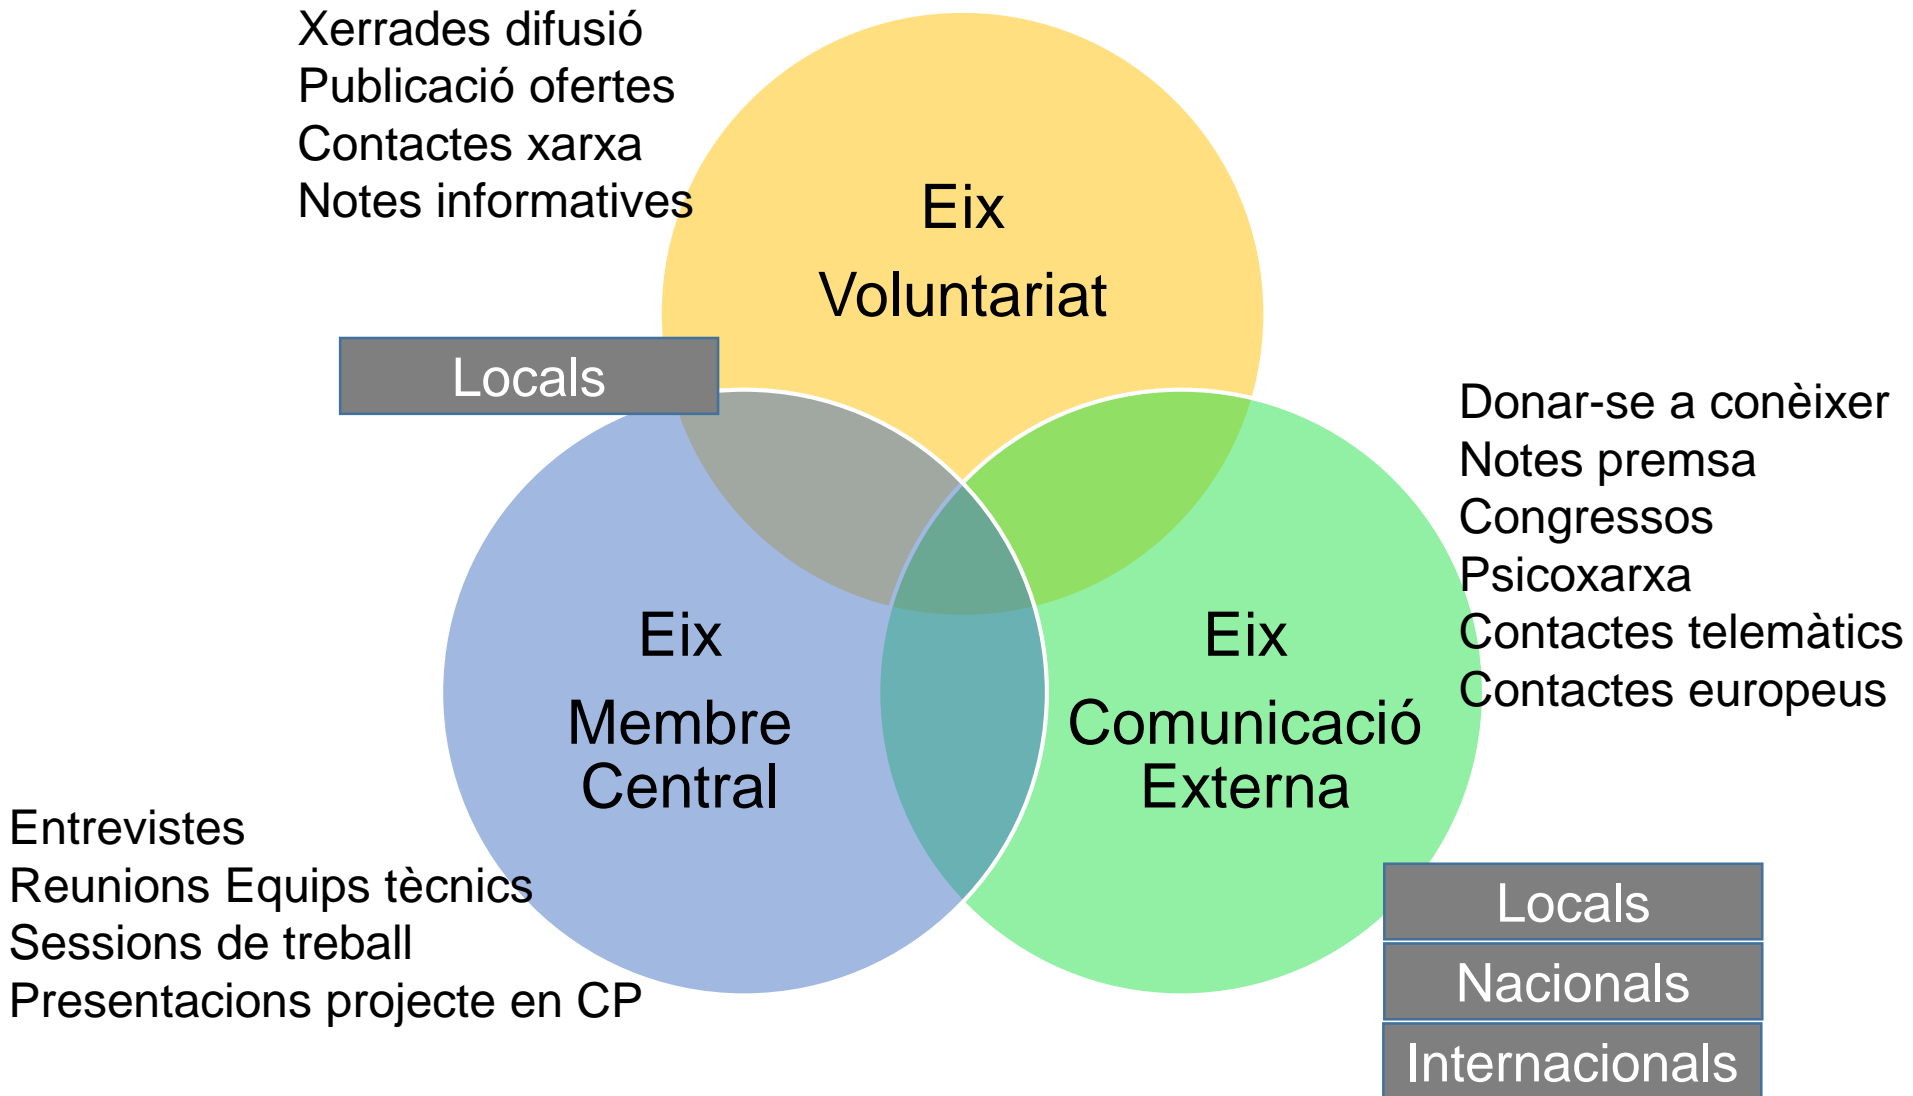 Xerrades difusió
Publicació ofertes
Contactes xarxa
Notes informatives
Eix
Voluntariat
Locals
Donar-se a conèixer
Notes premsa
Congressos
Psicoxarxa
Contactes telemàtics
Contactes europeus
Eix
Membre
Central
Eix
Comunicació
Externa
Entrevistes
Reunions Equips tècnics
Sessions de treball
Presentacions projecte en CP
Locals
Nacionals
Internacionals